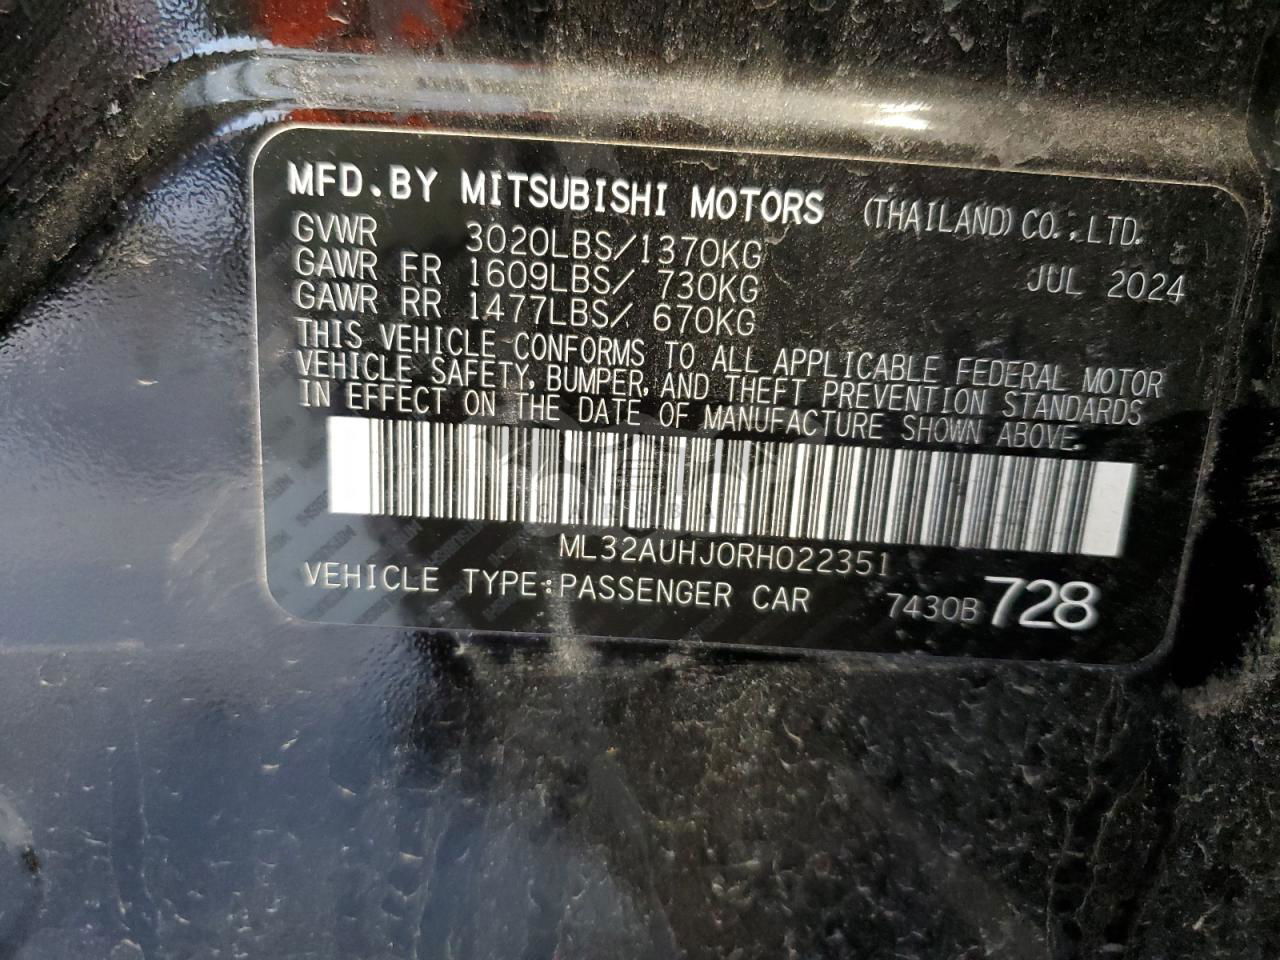 MFD.BY MITSUBISHI MOTORS (THAILAND) CO.,LTD.
GVWR 3020LBS/1370KG JUL 2024
GAWR FR 1609LBS/ 730KG
GAWR RR 1477LBS/ 670KG
THIS VEHICLE CONFORMS TO ALL APPLICABLE FEDERAL MOTOR
VEHICLE SAFETY, BUMPER, AND THEFT PREVENTION STANDARDS
IN EFFECT ON THE DATE OF MANUFACTURE SHOWN ABOVE.
ML32AUHJ0RH022351
VEHICLE TYPE:PASSENGER CAR 7430B 728